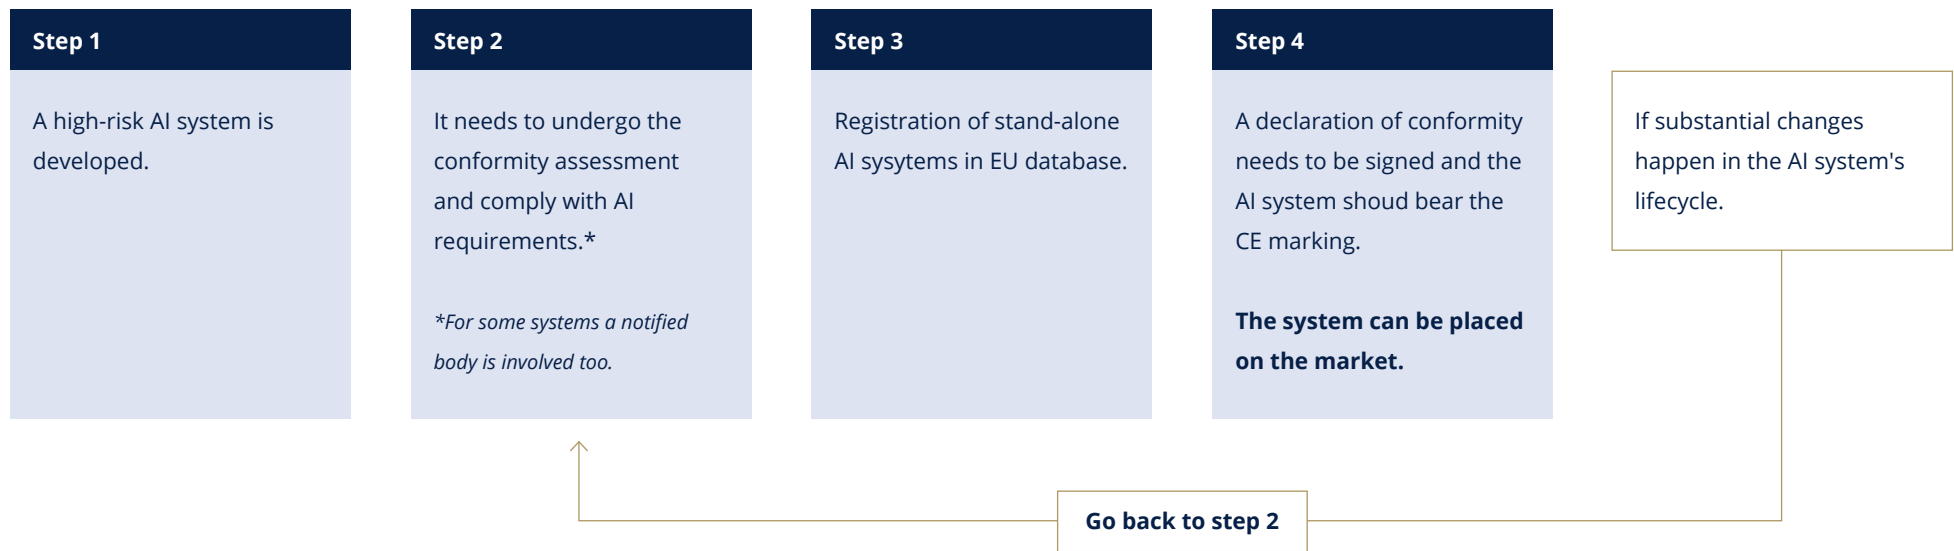 Step 1
A high-risk AI system is
developed.
Step 2
It needs to undergo the
conformity assessment
and comply with AI
requirements.*
*For some systems a notified
body is involved too.
Step 3
Registration of stand-alone
AI sysytems in EU database.
Step 4
A declaration of conformity
needs to be signed and the
AI system shoud bear the
CE marking.
The system can be placed
on the market.
If substantial changes
happen in the AI system's
lifecycle.
Go back to step 2